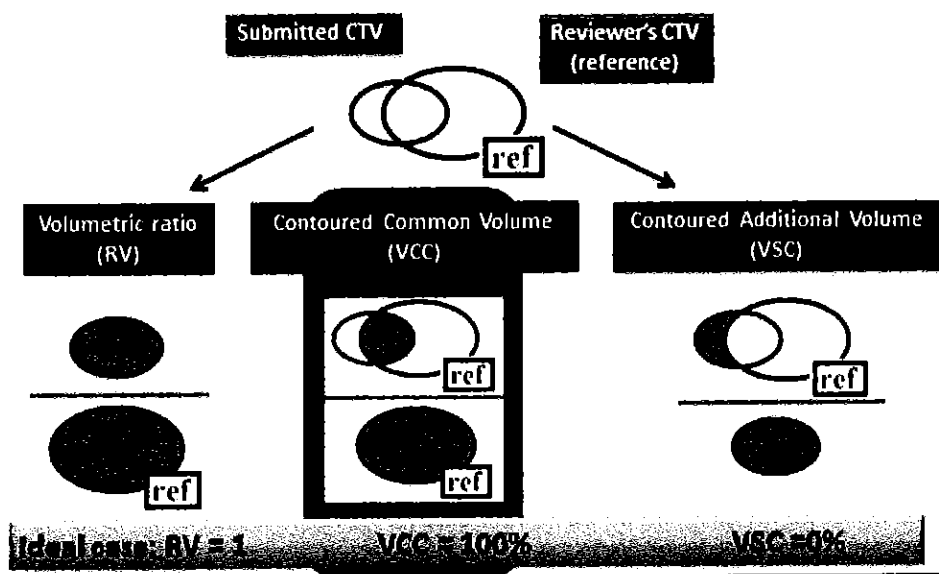 Submitted CTV
Reviewer's CTV
(reference)
ref
Volumetric ratio
(RV)
Contoured Common Volume
(VCC)
Contoured Additional Volume
(VSC)
ref
ref
ref
ref
Ideal case: RV = 1
VCC = 100%
VSC =0%